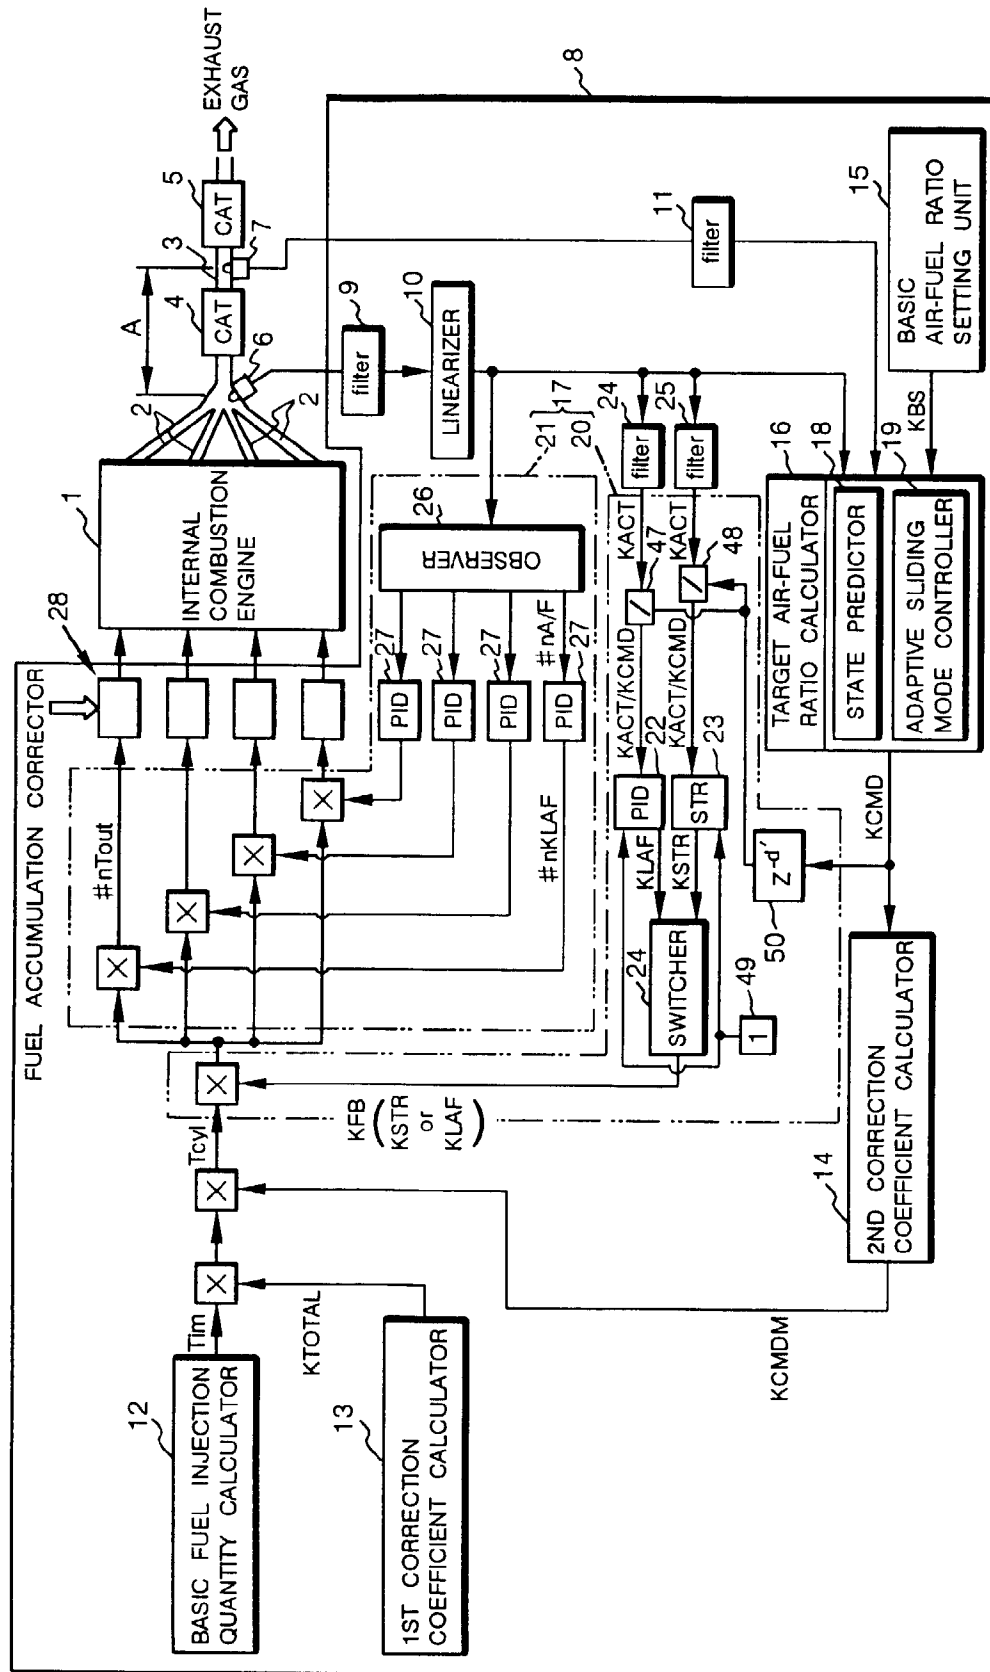 FUEL ACCUMULATION CORRECTOR
28
1
INTERNAL
COMBUSTION
ENGINE
2
2
A
4
CAT
3
5
CAT
EXHAUST
GAS
6
7
8
filter
9
LINEARIZER
10
filter
11
12
BASIC FUEL INJECTION
QUANTITY CALCULATOR
Tim
×
KTOTAL
13
1ST CORRECTION
COEFFICIENT CALCULATOR
×
Tcyl
×
KFB
(KSTR
or
KLAF)
#nTout
×
×
×
×
#nKLAF
PID
27
PID
27
PID
27
PID
27
#nA/F
26
OBSERVER
21
17
20
24
filter
25
filter
KACT
47
/
KACT
48
/
KACT/KCMD
KACT/KCMD
PID
22
STR
23
KLAF
KSTR
24
SWITCHER
49
1
50
Z-d'
KCMD
KCMDM
14
2ND CORRECTION
COEFFICIENT CALCULATOR
16
TARGET AIR-FUEL
RATIO CALCULATOR
18
STATE PREDICTOR
19
ADAPTIVE SLIDING
MODE CONTROLLER
KBS
15
BASIC
AIR-FUEL RATIO
SETTING UNIT